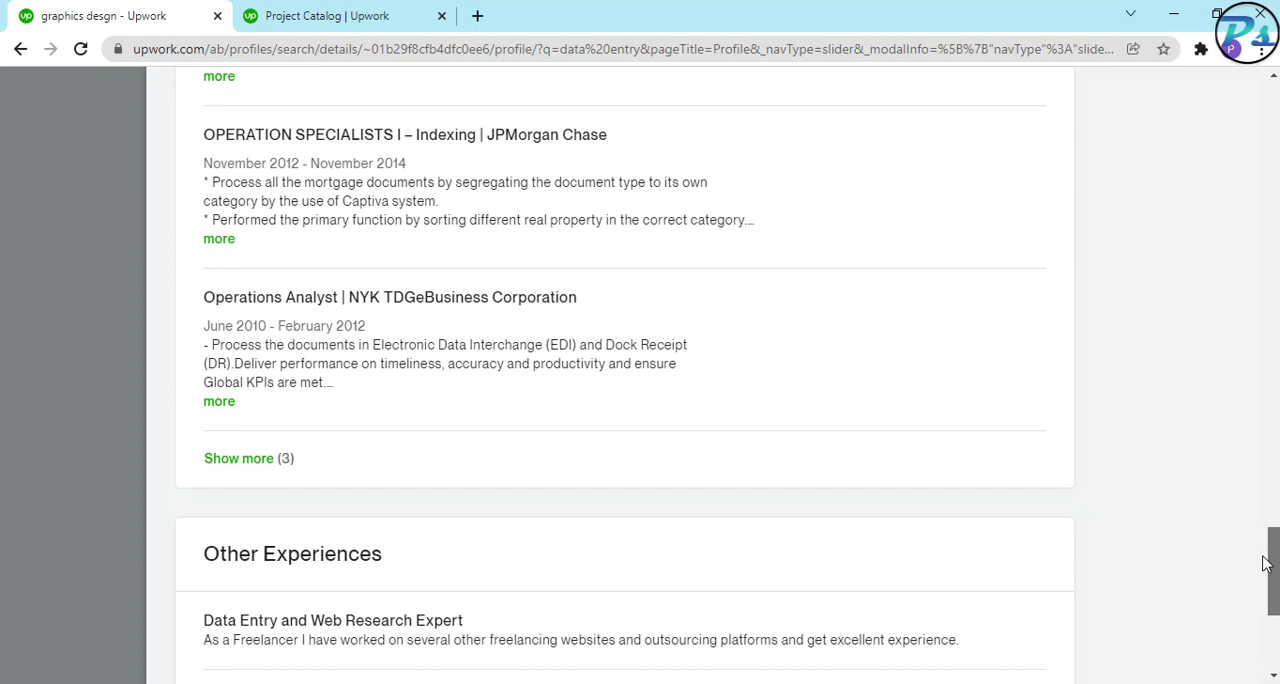 graphics desgn - Upwork
Project Catalog | Upwork
upwork.com/ab/profiles/search/details/~01b29f8cfb4dfc0ee6/profile/?q=data%20entry&pageTitle=Profile&_navType=slider&_modalInfo=%5B%7B"navType"%3A"slide...
Ps
more
OPERATION SPECIALISTS I – Indexing | JPMorgan Chase
November 2012 - November 2014
* Process all the mortgage documents by segregating the document type to its own
category by the use of Captiva system.
* Performed the primary function by sorting different real property in the correct category...
more
Operations Analyst | NYK TDGeBusiness Corporation
June 2010 - February 2012
- Process the documents in Electronic Data Interchange (EDI) and Dock Receipt
(DR).Deliver performance on timeliness, accuracy and productivity and ensure
Global KPIs are met...
more
Show more (3)
Other Experiences
Data Entry and Web Research Expert
As a Freelancer I have worked on several other freelancing websites and outsourcing platforms and get excellent experience.